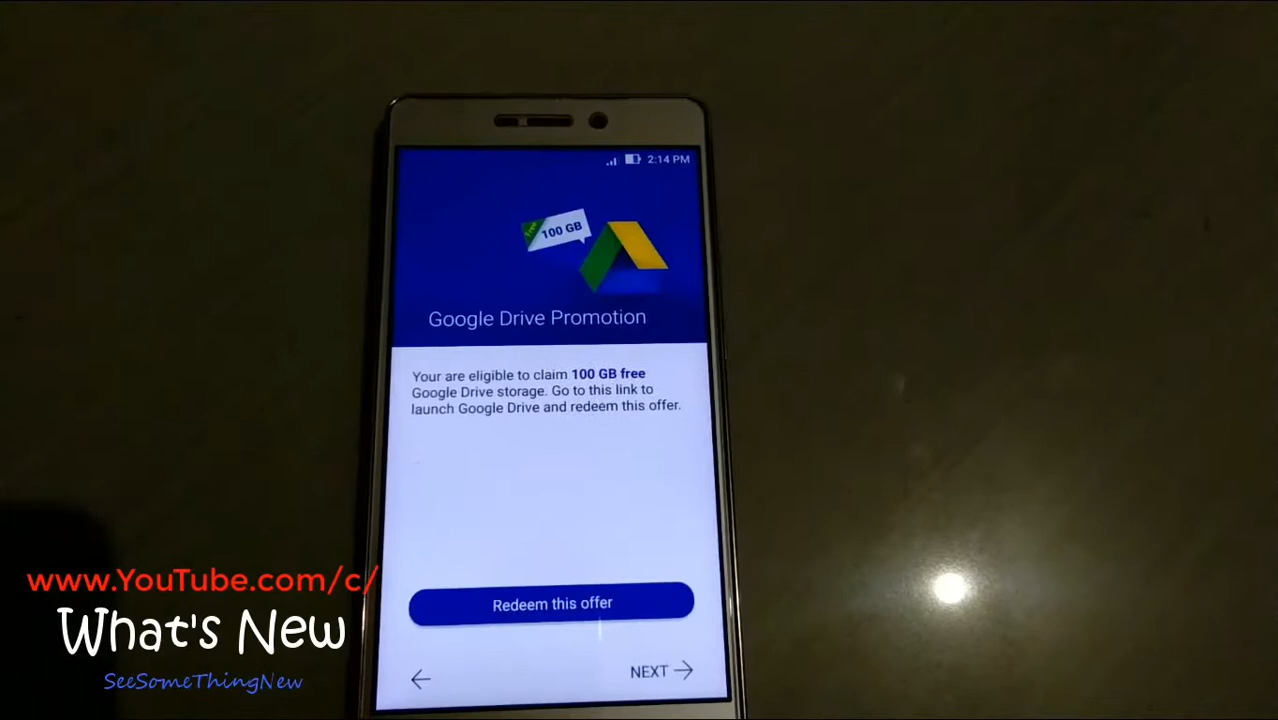 2:14 PM
free
100 GB
Google Drive Promotion
Your are eligible to claim 100 GB free
Google Drive storage. Go to this link to
launch Google Drive and redeem this offer.
Redeem this offer
NEXT
www.YouTube.com/c/
What's New
SeeSomeThingNew